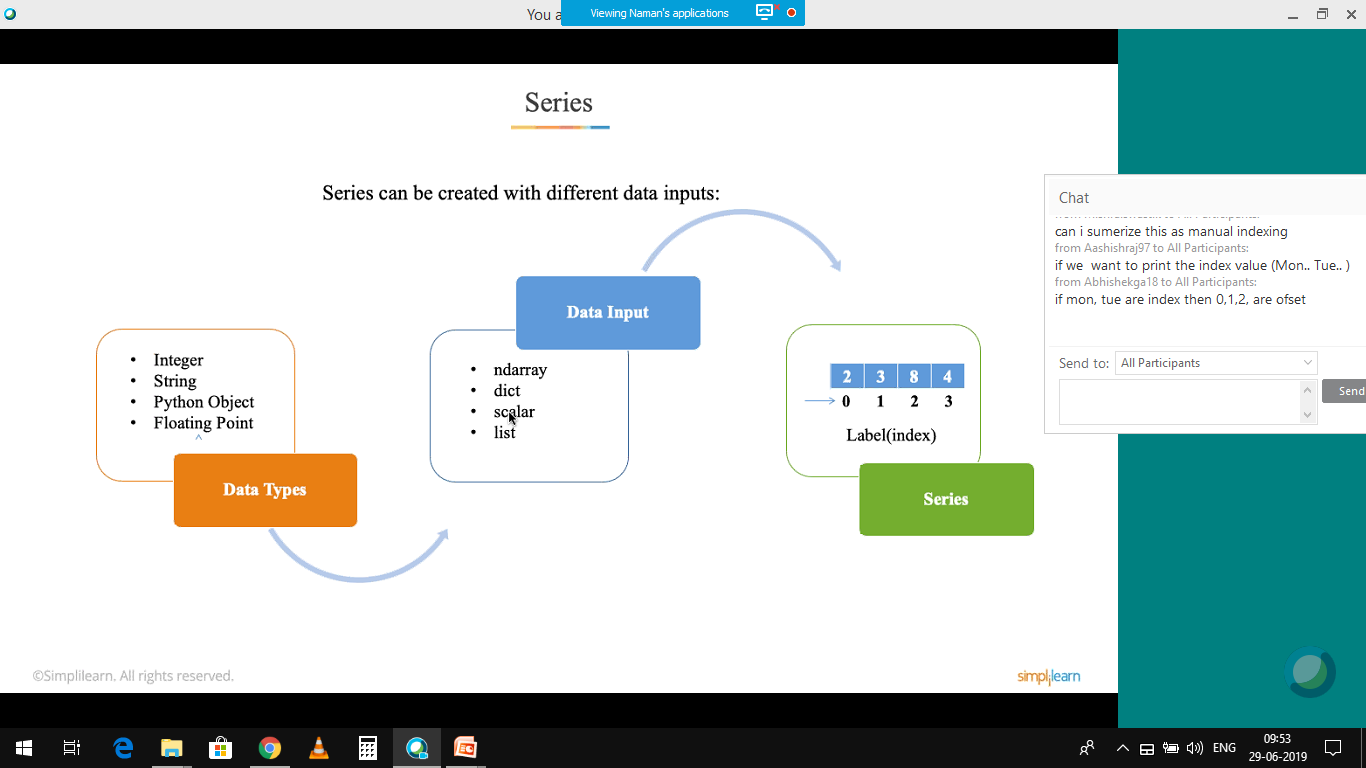 You a
Viewing Naman's applications
Series
Series can be created with different data inputs:
Integer
String
Python Object
Floating Point
Data Types
Data Input
ndarray
dict
scalar
list
2 3 8 4
0 1 2 3
Label(index)
Series
©Simplilearn. All rights reserved.
simplilearn
Chat
to All Participants:
can i sumerize this as manual indexing
from Aashishraj97 to All Participants:
if we want to print the index value (Mon.. Tue.. )
from Abhishekga18 to All Participants:
if mon, tue are index then 0,1,2, are ofset
Send to: All Participants
Send
ENG
09:53
29-06-2019